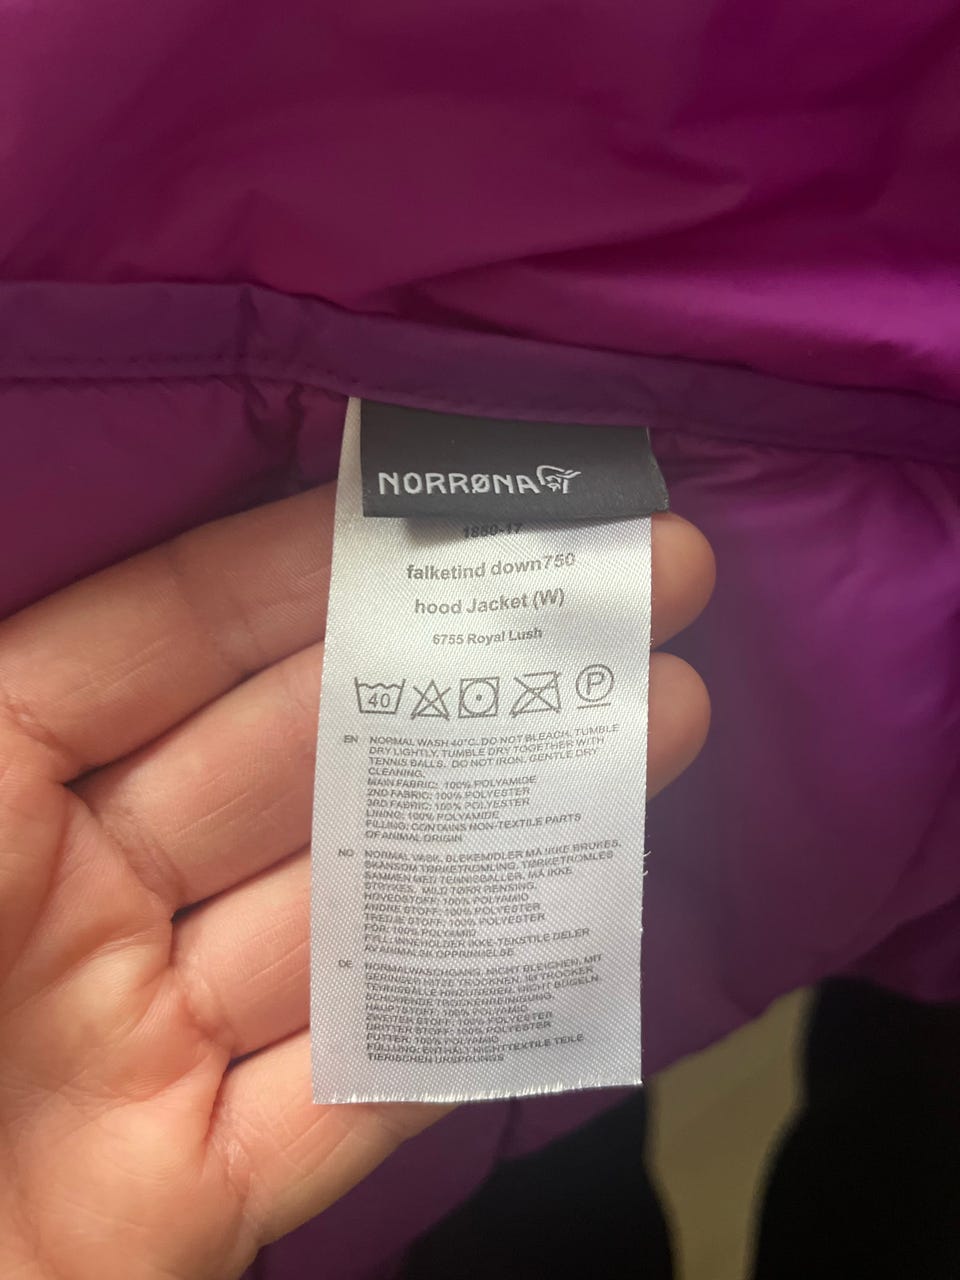 NORRØNA
1860-17
falketind down750
hood Jacket (W)
6755 Royal Lush
40
P
EN NORMAL WASH 40°C. DO NOT BLEACH. TUMBLE
DRY LIGHTLY. TUMBLE DRY TOGETHER WITH
TENNIS BALLS. DO NOT IRON. GENTLE DRY
CLEANING.
MAIN FABRIC: 100% POLYAMIDE
2ND FABRIC: 100% POLYESTER
3RD FABRIC: 100% POLYESTER
LINING: 100% POLYAMIDE
FILLING: CONTAINS NON-TEXTILE PARTS
OF ANIMAL ORIGIN
NO NORMAL VASK. BLEKEMIDLER MÅ IKKE BRUKES.
SKÅNSOM TØRKETROMLING. TØRKETROMLES
SAMMEN MED TENNISBALLER. MÅ IKKE
STRYKES. MILD TØRR RENSING.
HOVEDSTOFF: 100% POLYAMID
ANDRE STOFF: 100% POLYESTER
TREDJE STOFF: 100% POLYESTER
FÔR: 100% POLYAMID
FYLL: INNEHOLDER IKKE-TEKSTILE DELER
AV ANIMALSK OPPRINNELSE
DE NORMALWASCHGANG. NICHT BLEICHEN. MIT
GERINGER HITZE TROCKNEN. IM TROCKER
TENNISBÄLLE HINZUGEBEN. NICHT BÜGELN.
SCHONENDE TROCKENREINIGUNG.
HAUPTSTOFF: 100% POLYAMID
ZWEITER STOFF: 100% POLYESTER
DRITTER STOFF: 100% POLYESTER
FUTTER: 100% POLYAMID
FÜLLUNG: ENTHÄLT NICHTTEXTILE TEILE
TIERISCHEN URSPRUNGS